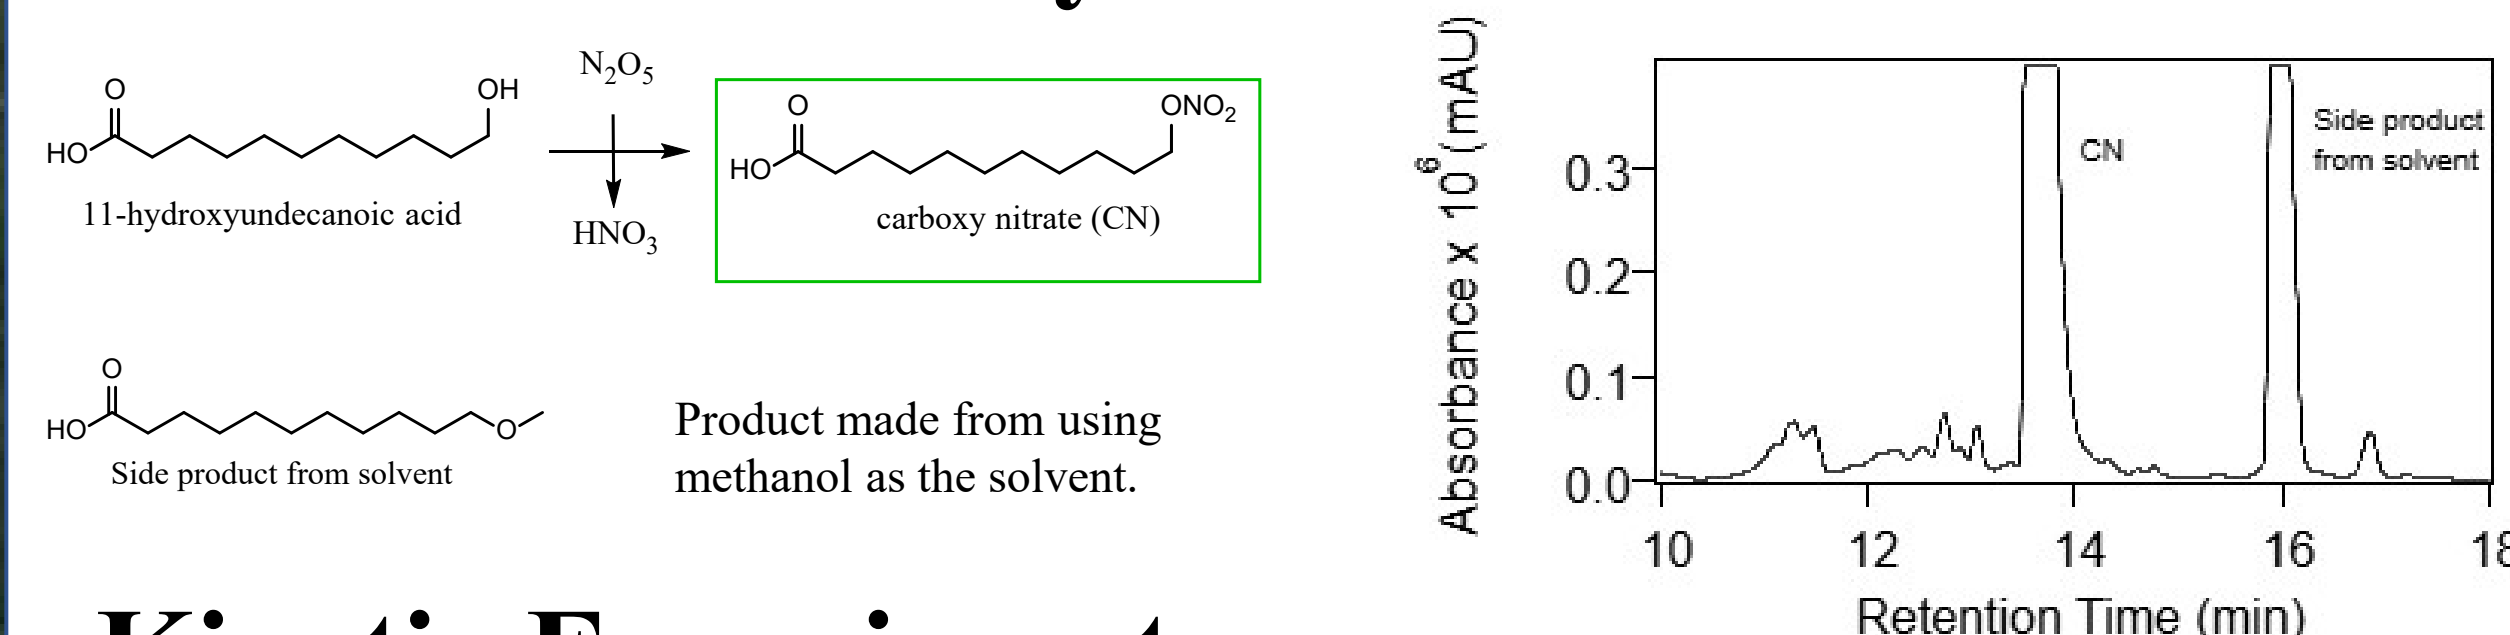 N₂O₅
O
OH
HO
11-hydroxyundecanoic acid
HNO₃
O
ONO₂
HO
carboxy nitrate (CN)
O
HO
O
Side product from solvent
Product made from using
methanol as the solvent.
Absorbance x 10⁶ (mAU)
0.3
0.2
0.1
0.0
CN
Side product
from solvent
10 12 14 16 18
Retention Time (min)